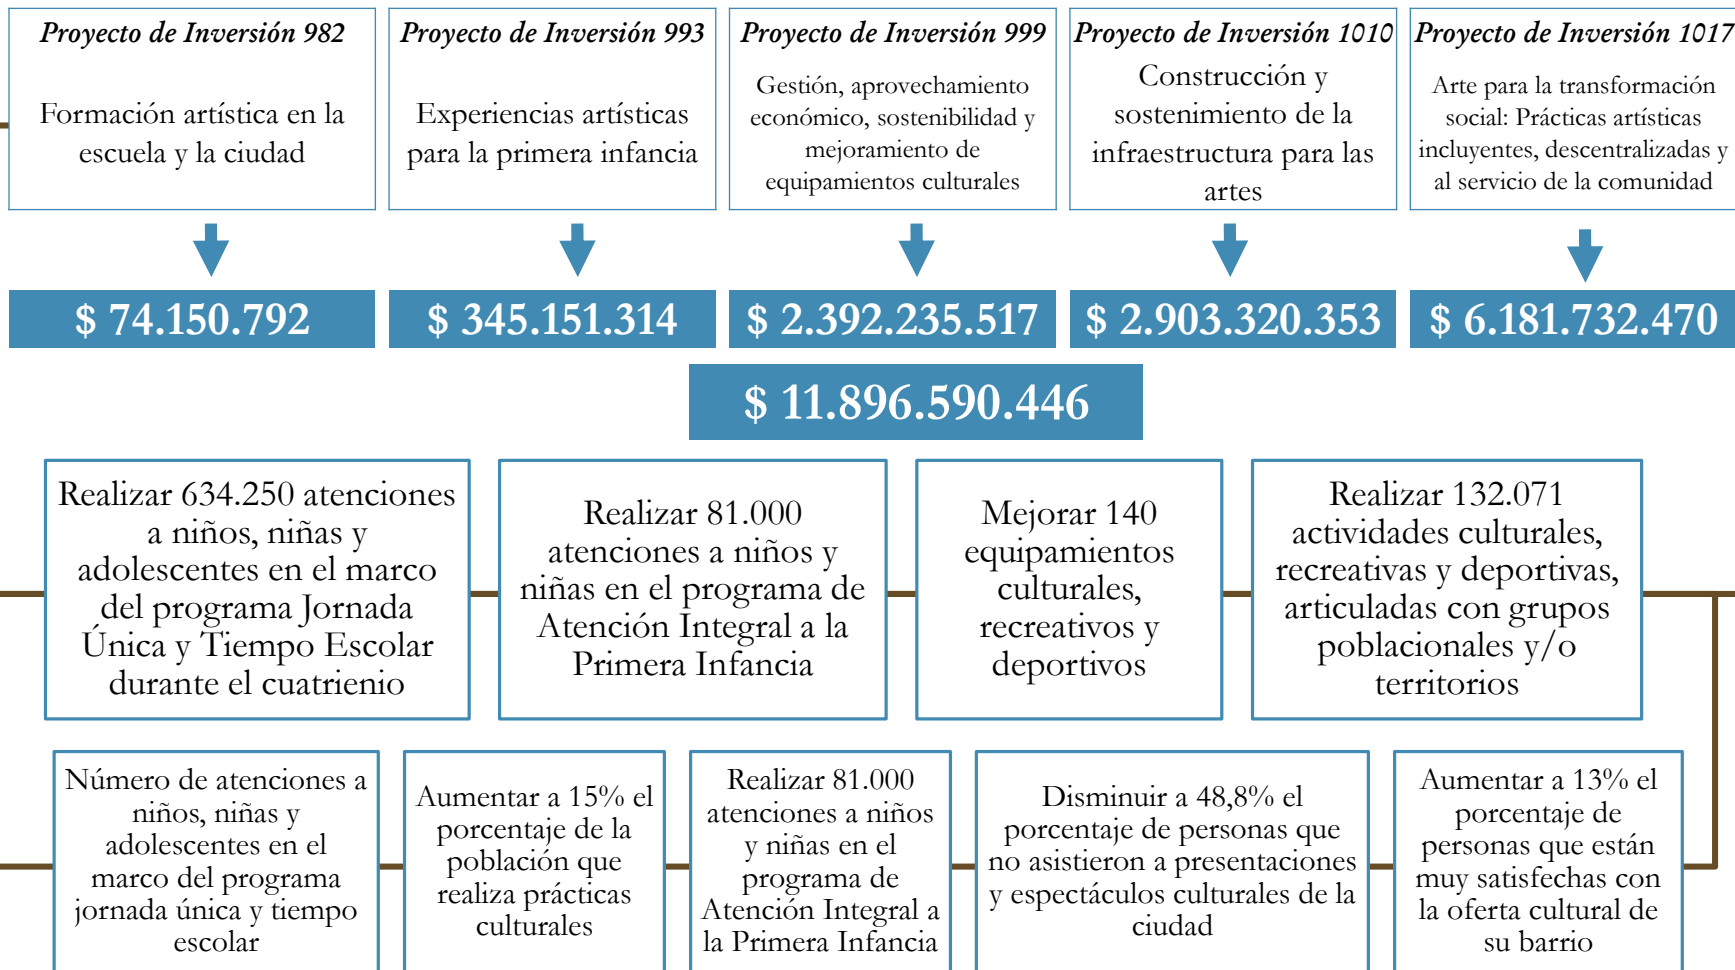 Proyecto de Inversión 982
Formación artística en la
escuela y la ciudad
Proyecto de Inversión 993
Experiencias artísticas
para la primera infancia
Proyecto de Inversión 999
Gestión, aprovechamiento
económico, sostenibilidad y
mejoramiento de
equipamientos culturales
Proyecto de Inversión 1010
Construcción y
sostenimiento de la
infraestructura para las
artes
Proyecto de Inversión 1017
Arte para la transformación
social: Prácticas artísticas
incluyentes, descentralizadas y
al servicio de la comunidad
$ 74.150.792
$ 345.151.314
$ 2.392.235.517
$ 2.903.320.353
$ 6.181.732.470
$ 11.896.590.446
Realizar 634.250 atenciones
a niños, niñas y
adolescentes en el marco
del programa Jornada
Única y Tiempo Escolar
durante el cuatrienio
Realizar 81.000
atenciones a niños y
niñas en el programa de
Atención Integral a la
Primera Infancia
Mejorar 140
equipamientos
culturales,
recreativos y
deportivos
Realizar 132.071
actividades culturales,
recreativas y deportivas,
articuladas con grupos
poblacionales y/o
territorios
Número de atenciones a
niños, niñas y
adolescentes en el
marco del programa
jornada única y tiempo
escolar
Aumentar a 15% el
porcentaje de la
población que
realiza prácticas
culturales
Realizar 81.000
atenciones a niños
y niñas en el
programa de
Atención Integral a
la Primera Infancia
Disminuir a 48,8% el
porcentaje de personas que
no asistieron a presentaciones
y espectáculos culturales de la
ciudad
Aumentar a 13% el
porcentaje de
personas que están
muy satisfechas con
la oferta cultural de
su barrio